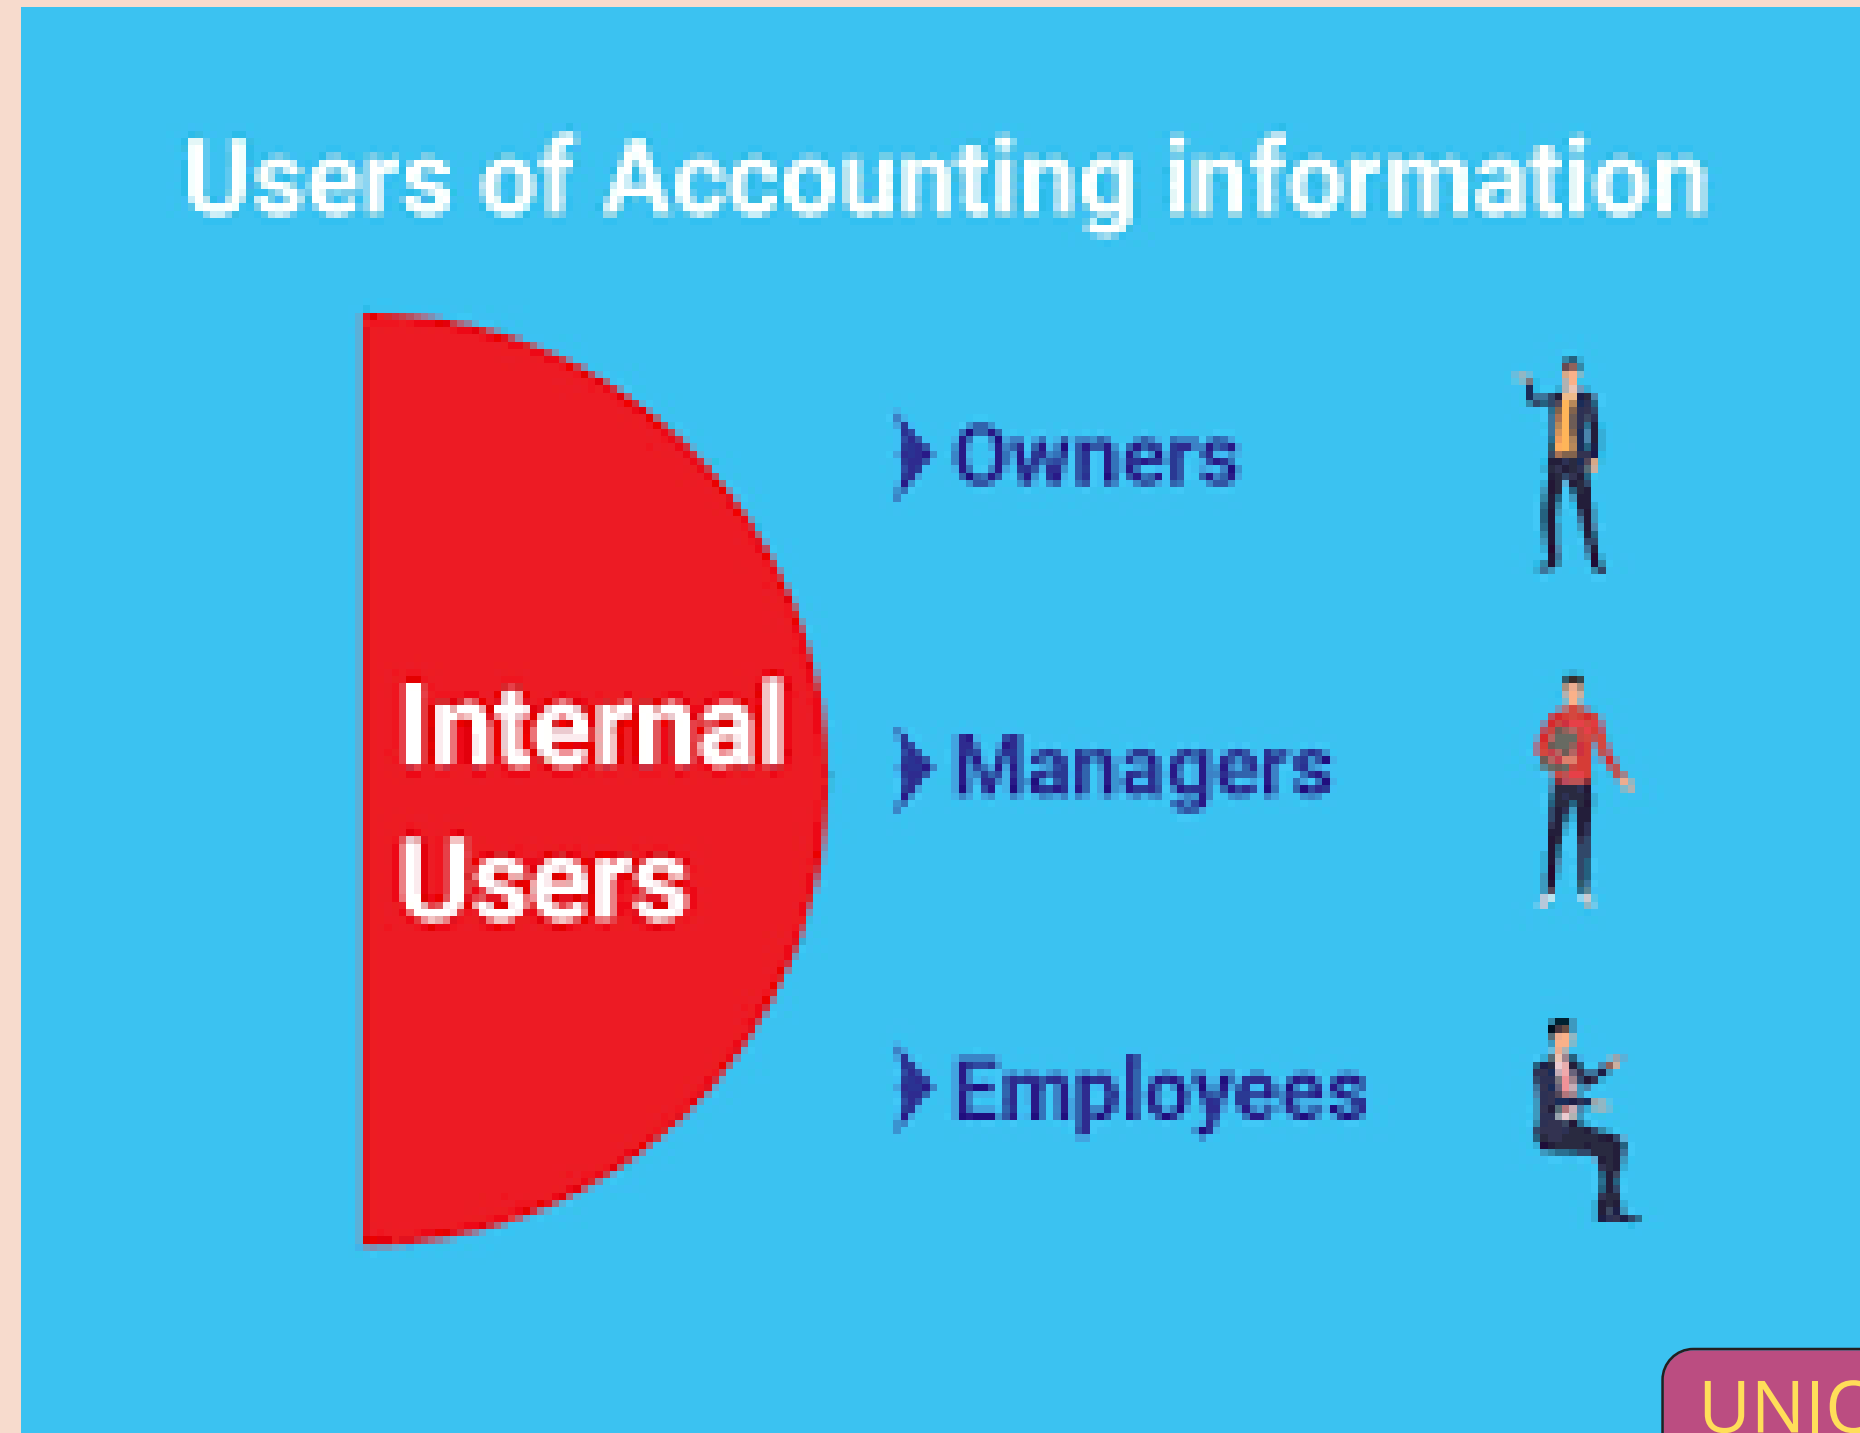 Users of Accounting information
Owners
Internal
Users
Managers
Employees